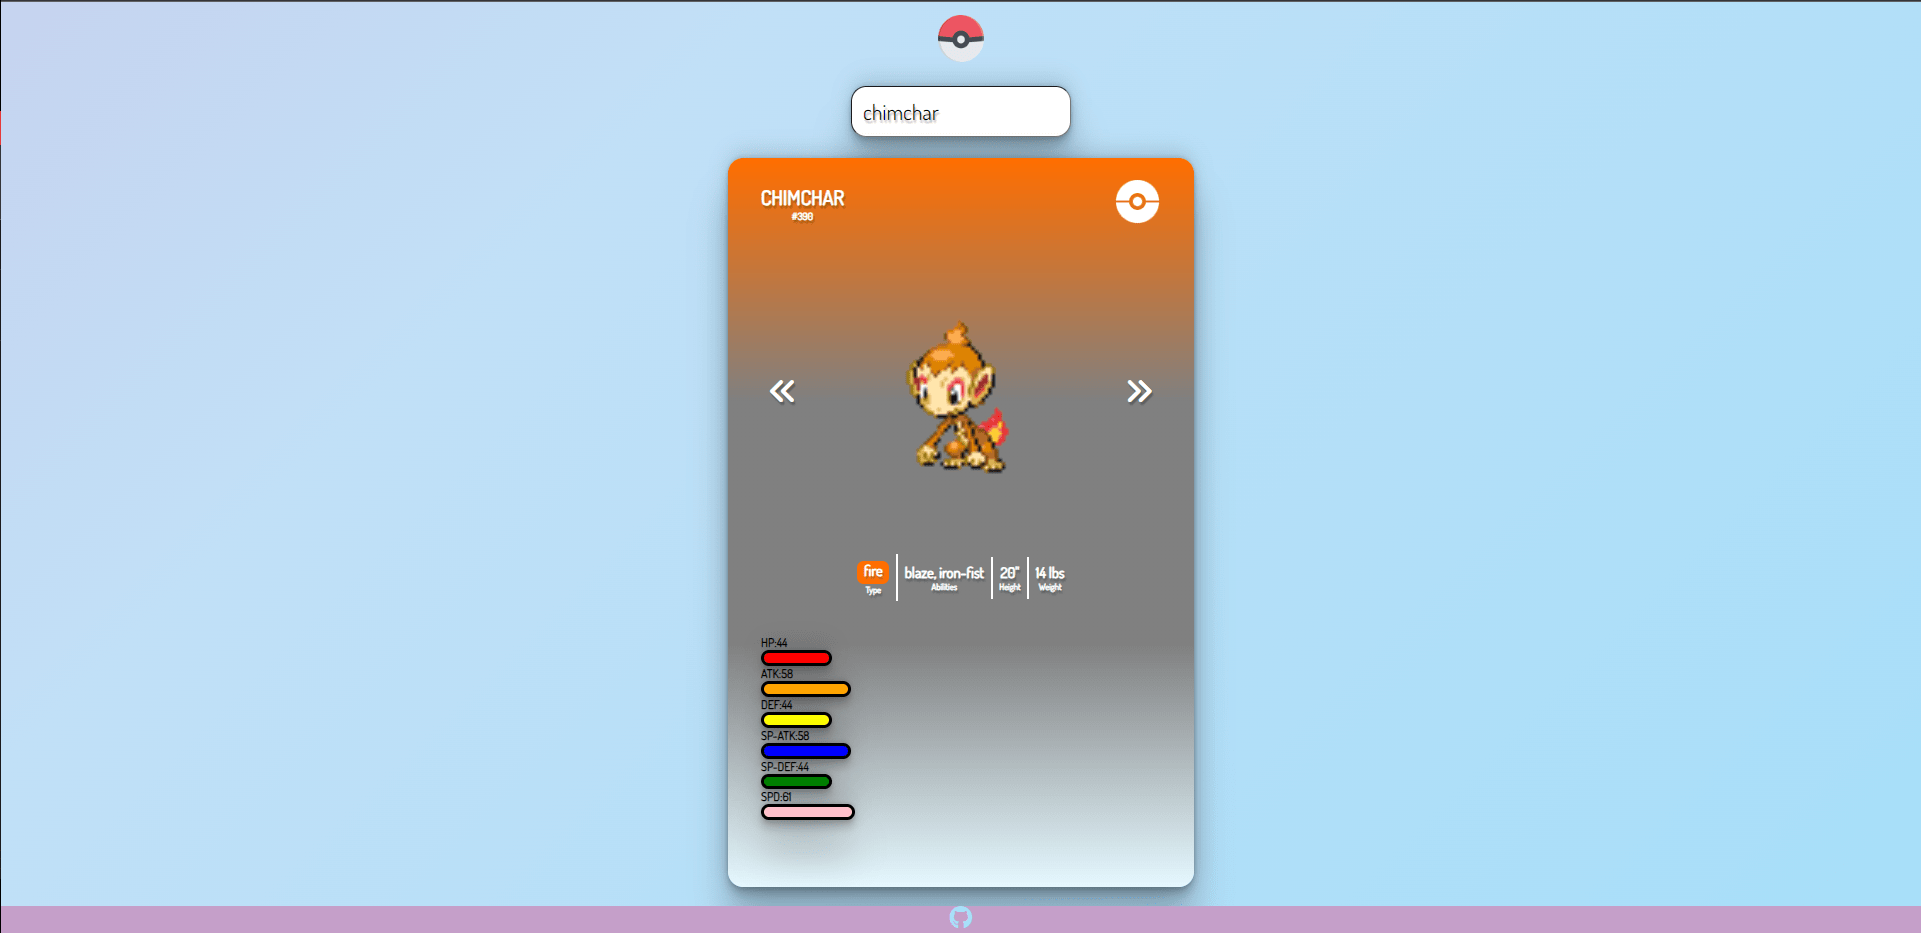 chimchar
CHIMCHAR
#390
fire
Type
blaze, iron-fist
Abilities
20"
Height
14 lbs
Weight
HP:44
ATK:58
DEF:44
SP-ATK:58
SP-DEF:44
SPD:61